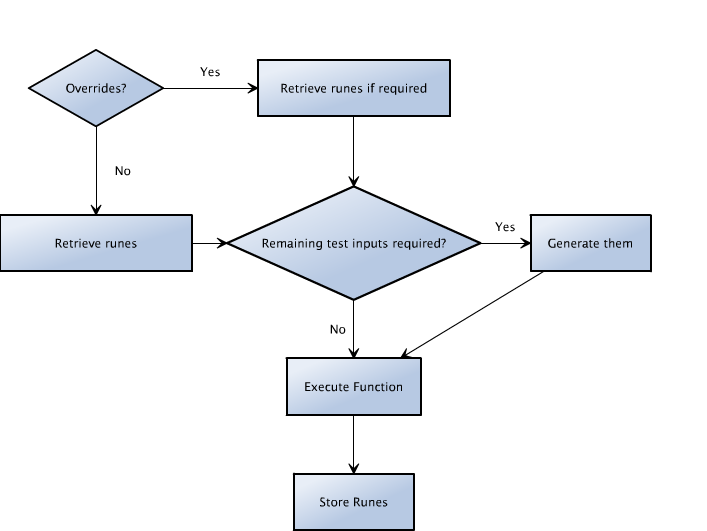 Yes
Overrides?
Retrieve runes if required
No
Yes
Retrieve runes
Remaining test inputs required?
Generate them
No
Execute Function
Store Runes